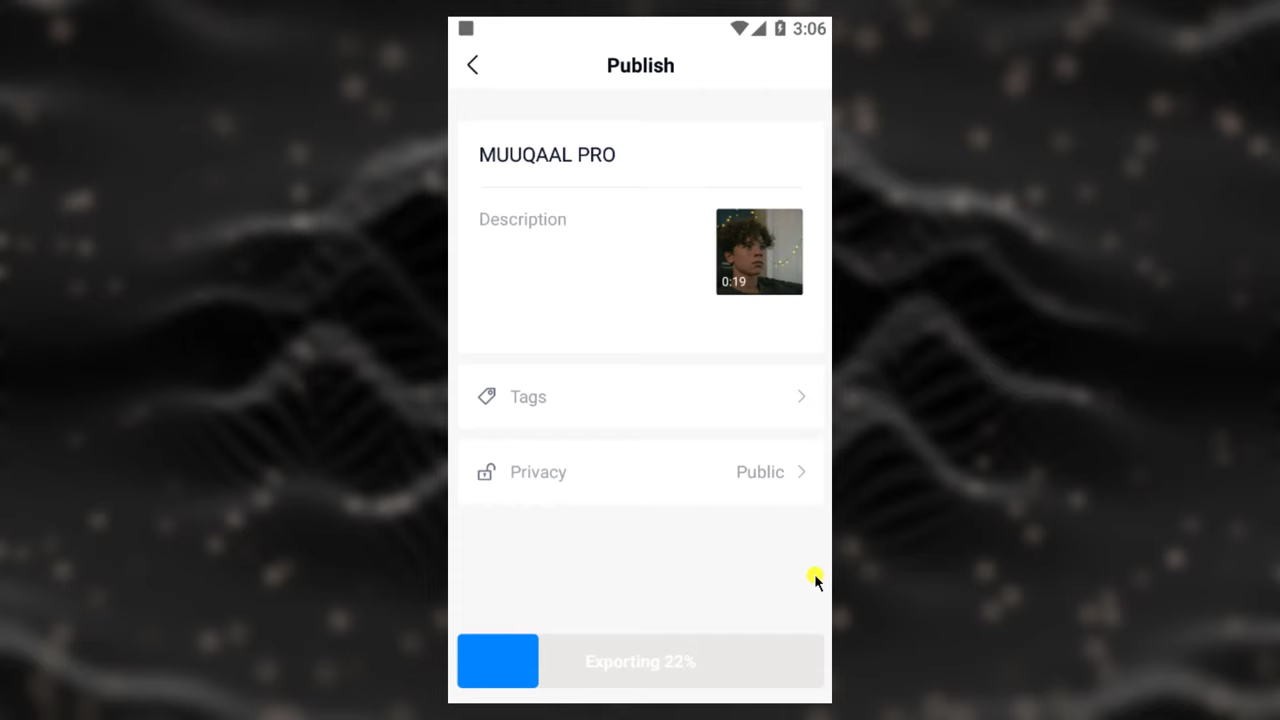 3:06
Publish
MUUQAAL PRO
Description
0:19
Tags
Privacy Public
Exporting 22%